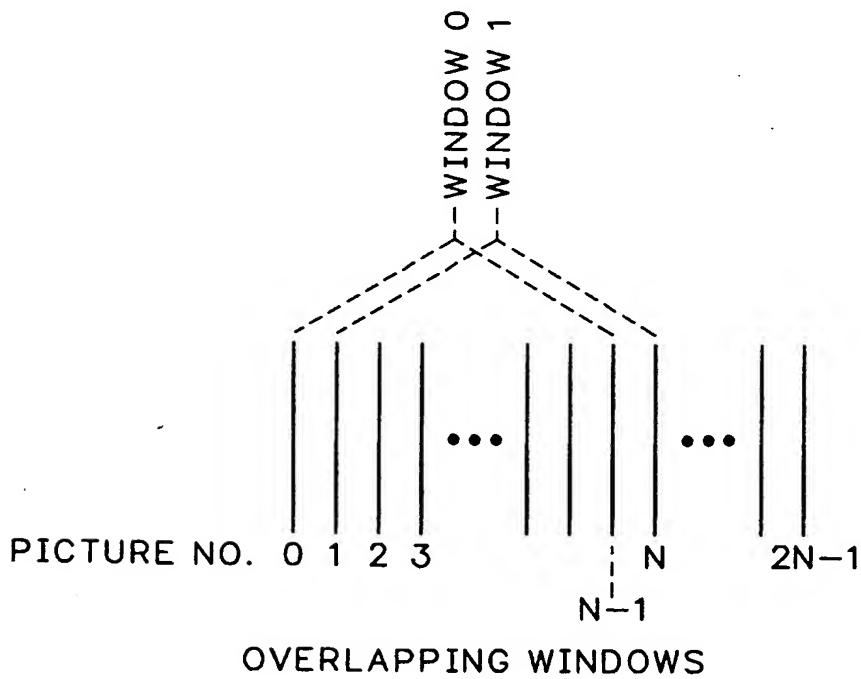 WINDOW 0
WINDOW 1
PICTURE NO. 0 1 2 3 N 2N-1
N-1
OVERLAPPING WINDOWS